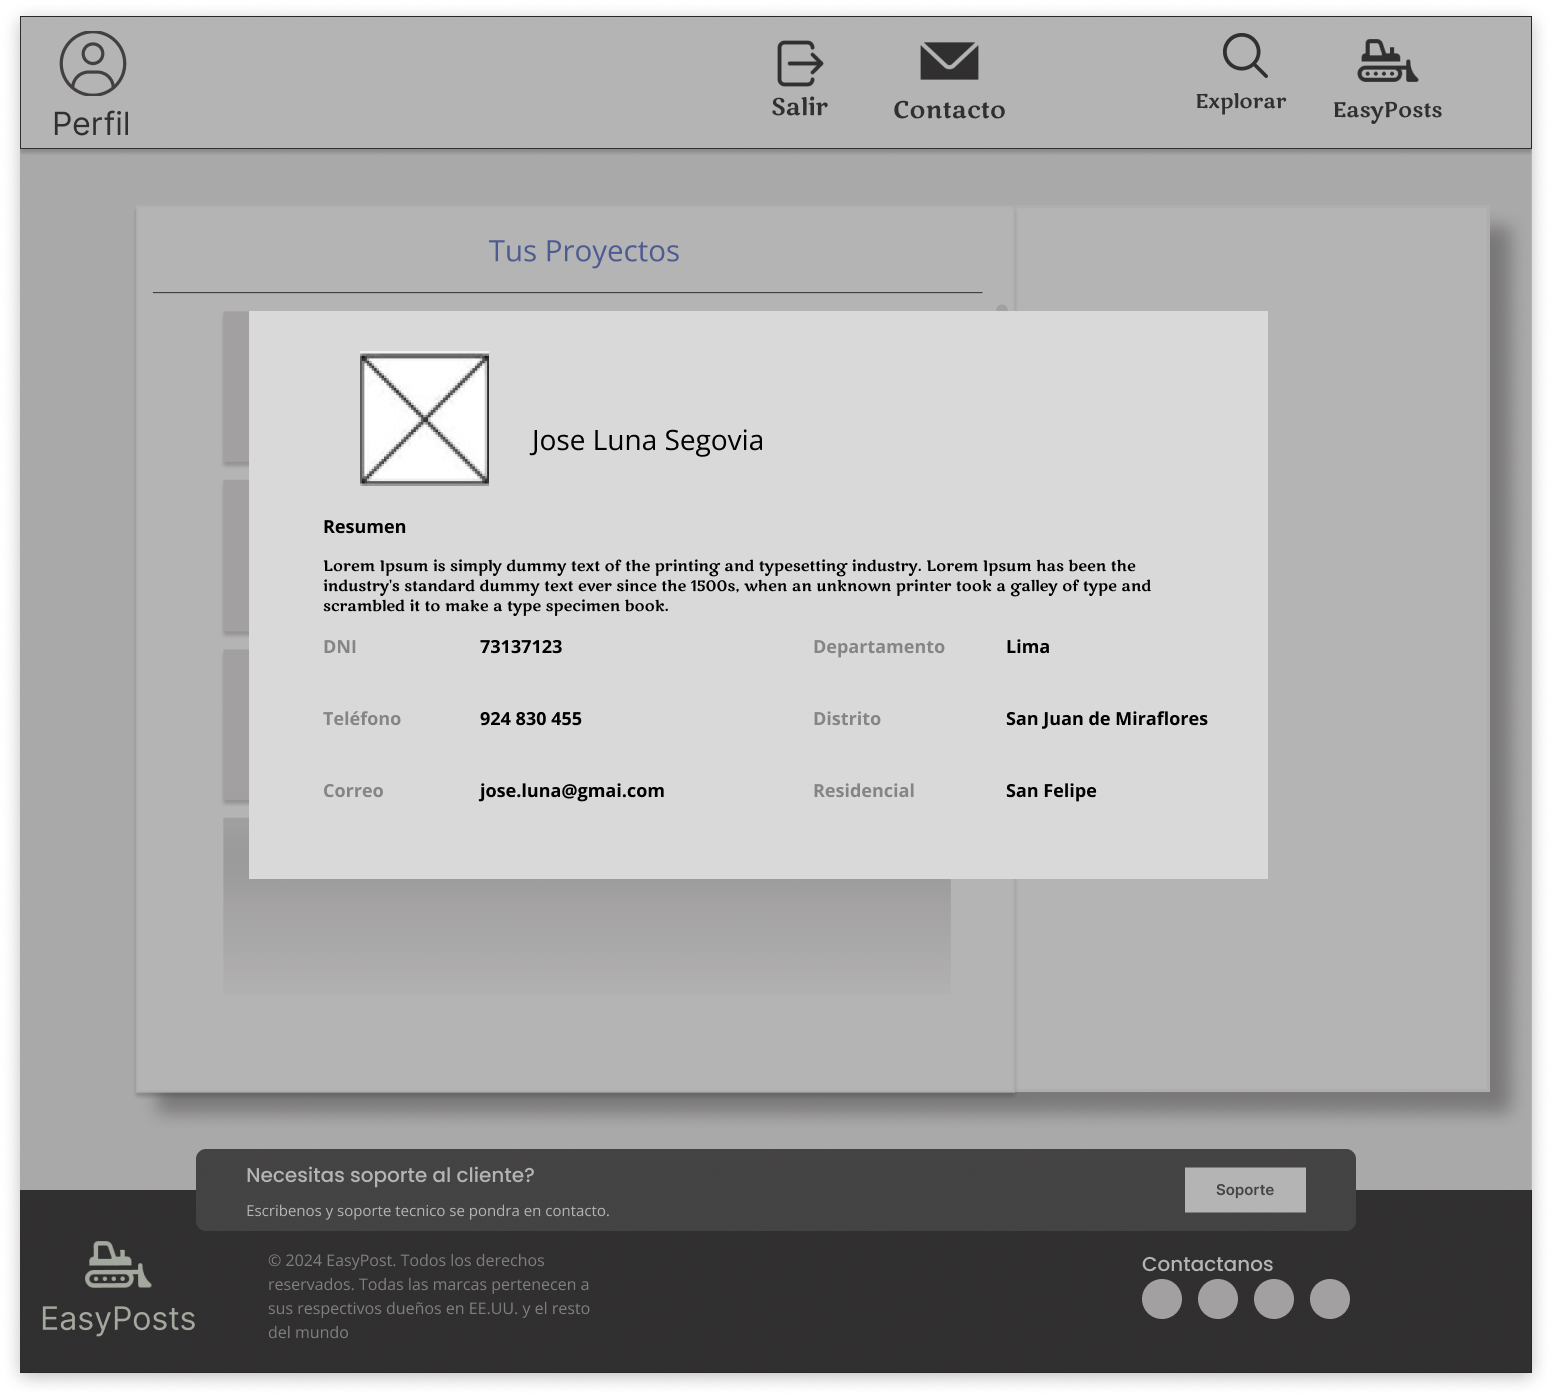 Perfil
Salir
Contacto
Explorar
EasyPosts
Tus Proyectos
Jose Luna Segovia
Resumen
Lorem Ipsum is simply dummy text of the printing and typesetting industry. Lorem Ipsum has been the
industry's standard dummy text ever since the 1500s, when an unknown printer took a galley of type and
scrambled it to make a type specimen book.
DNI 73137123 Departamento Lima
Teléfono 924 830 455 Distrito San Juan de Miraflores
Correo jose.luna@gmai.com Residencial San Felipe
Necesitas soporte al cliente?
Escribenos y soporte tecnico se pondra en contacto.
Soporte
EasyPosts
© 2024 EasyPost. Todos los derechos
reservados. Todas las marcas pertenecen a
sus respectivos dueños en EE.UU. y el resto
del mundo
Contactanos